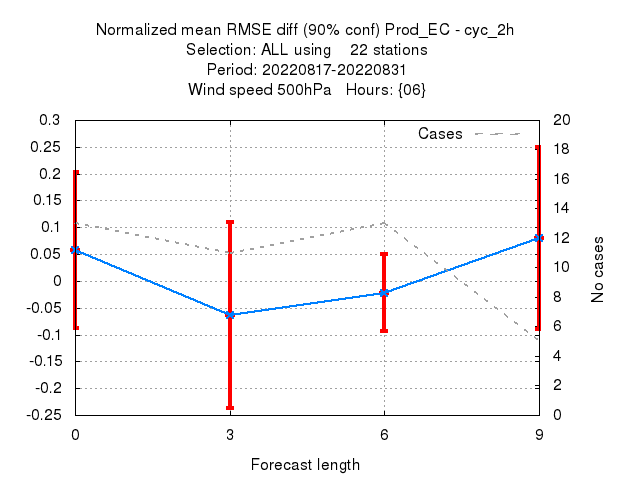 Normalized mean RMSE diff (90% conf) Prod_EC - cyc_2h
Selection: ALL using 22 stations
Period: 20220817-20220831
Wind speed 500hPa Hours: {06}
Cases
0.3
0.25
0.2
0.15
0.1
0.05
0
-0.05
-0.1
-0.15
-0.2
-0.25
20
18
16
14
12
10
8
6
4
2
0
No cases
0 3 6 9
Forecast length